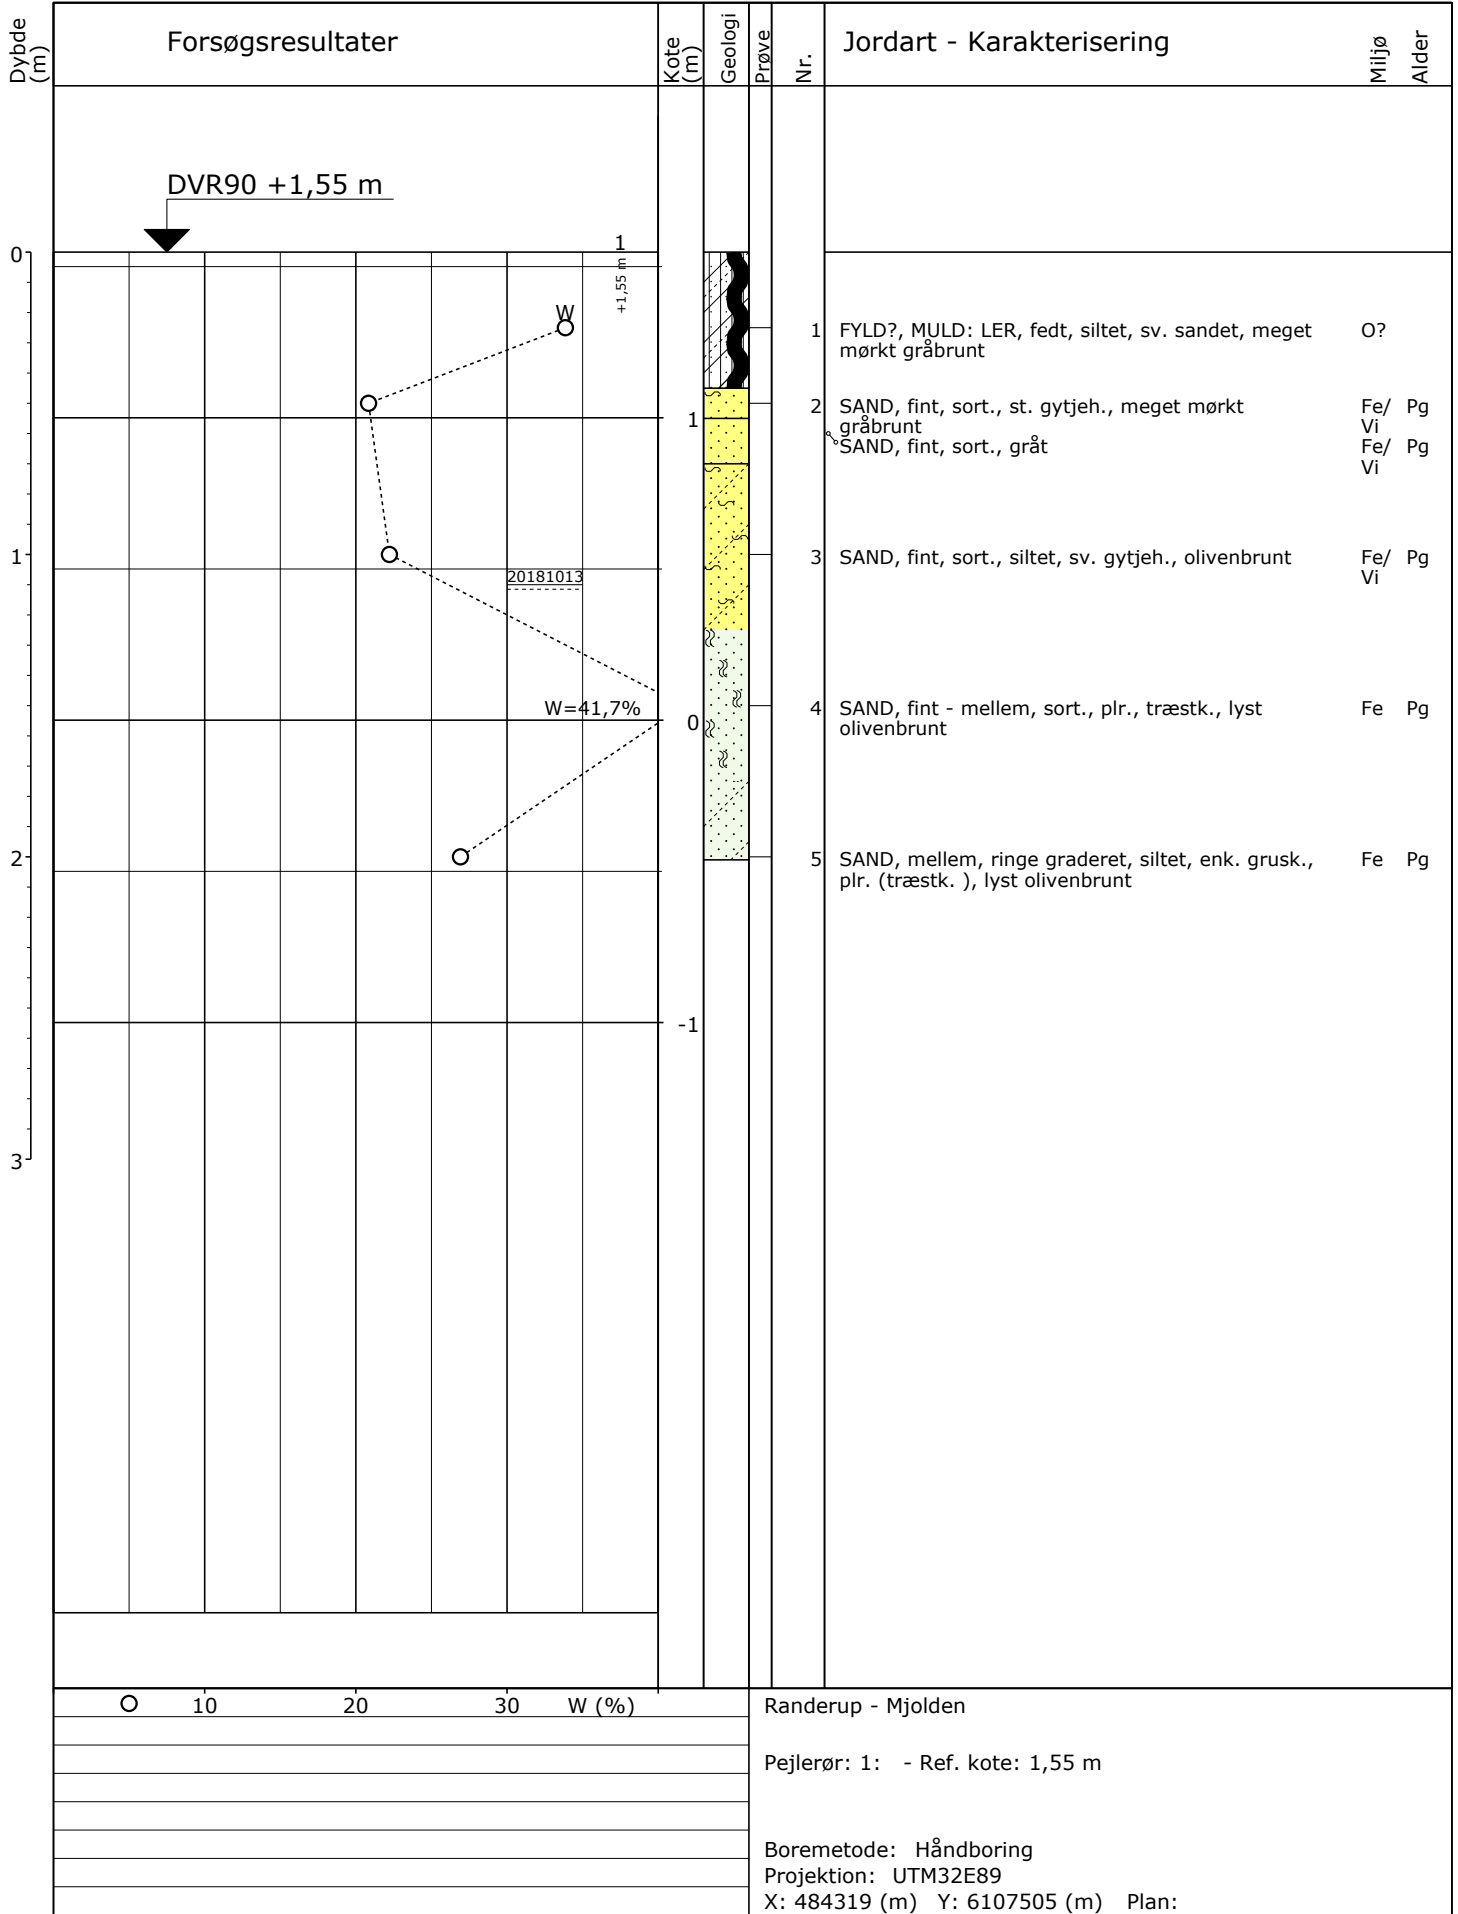 Dybde
(m)
Forsøgsresultater
Kote
(m)
Geologi
Prøve
Nr.
Jordart - Karakterisering
Miljø
Alder
DVR90 +1,55 m
0
1
+1,55 m
W
1 FYLD?, MULD: LER, fedt, siltet, sv. sandet, meget O?
mørkt gråbrunt
2 SAND, fint, sort., st. gytjeh., meget mørkt Fe/ Pg
gråbrunt Vi
1
SAND, fint, sort., gråt Fe/ Pg
Vi
1
3 SAND, fint, sort., siltet, sv. gytjeh., olivenbrunt Fe/ Pg
Vi
20181013
W=41,7%
0
4 SAND, fint - mellem, sort., plr., træstk., lyst Fe Pg
olivenbrunt
2
5 SAND, mellem, ringe graderet, siltet, enk. grusk., Fe Pg
plr. (træstk. ), lyst olivenbrunt
-1
3
10 20 30 W (%)
Randerup - Mjolden
Pejlerør: 1: - Ref. kote: 1,55 m
Boremetode: Håndboring
Projektion: UTM32E89
X: 484319 (m) Y: 6107505 (m) Plan: